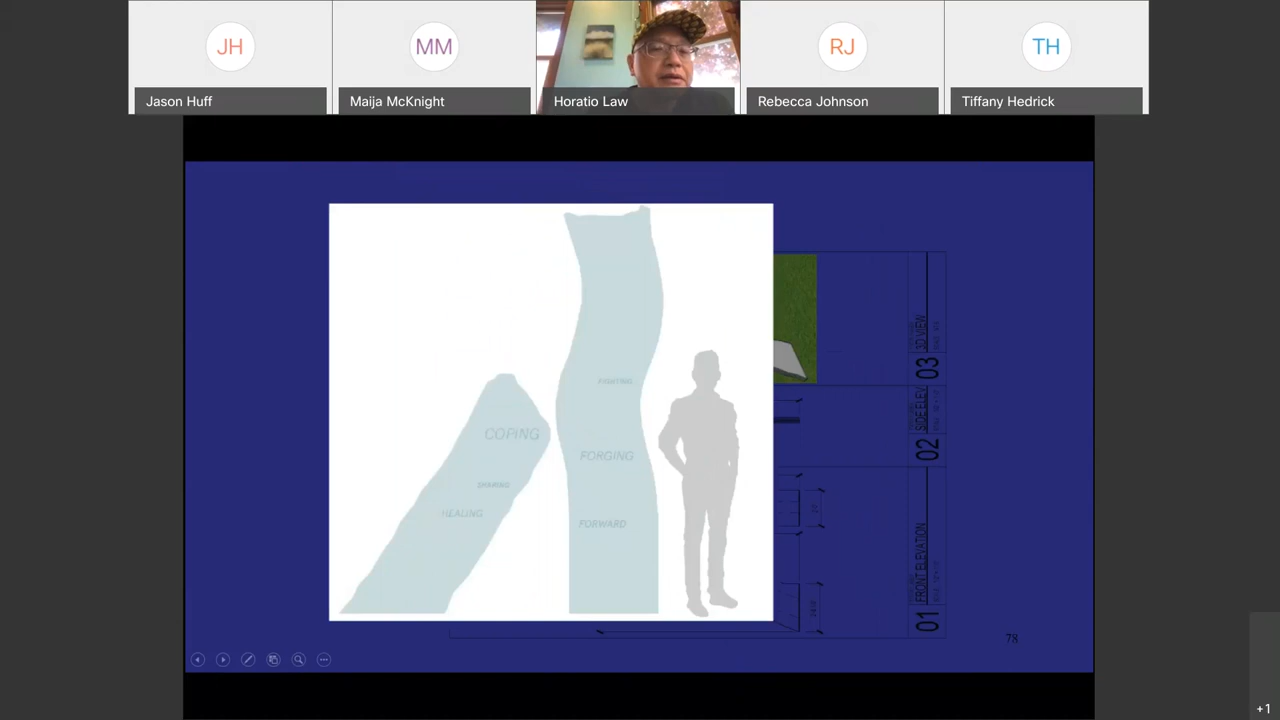 JH
MM
RJ
TH
Jason Huff
Maija McKnight
Horatio Law
Rebecca Johnson
Tiffany Hedrick
FIGHTING
COPING
FORGING
SHARING
HEALING
FORWARD
03
3D VIEW
02
SIDE ELEV
01
FRONT ELEVATION
78
+1